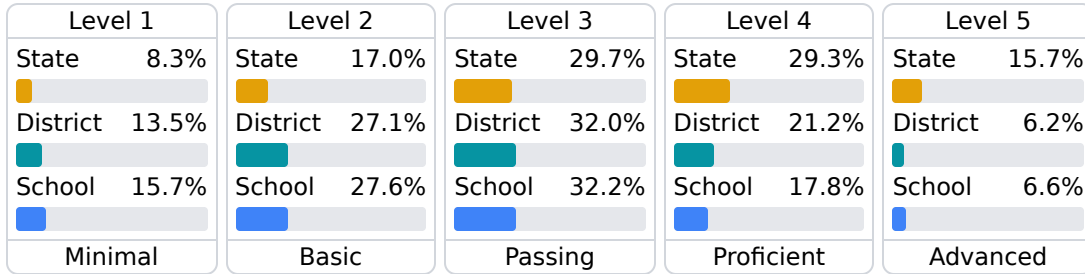 Level 1
State 8.3%
District 13.5%
School 15.7%
Minimal
Level 2
State 17.0%
District 27.1%
School 27.6%
Basic
Level 3
State 29.7%
District 32.0%
School 32.2%
Passing
Level 4
State 29.3%
District 21.2%
School 17.8%
Proficient
Level 5
State 15.7%
District 6.2%
School 6.6%
Advanced